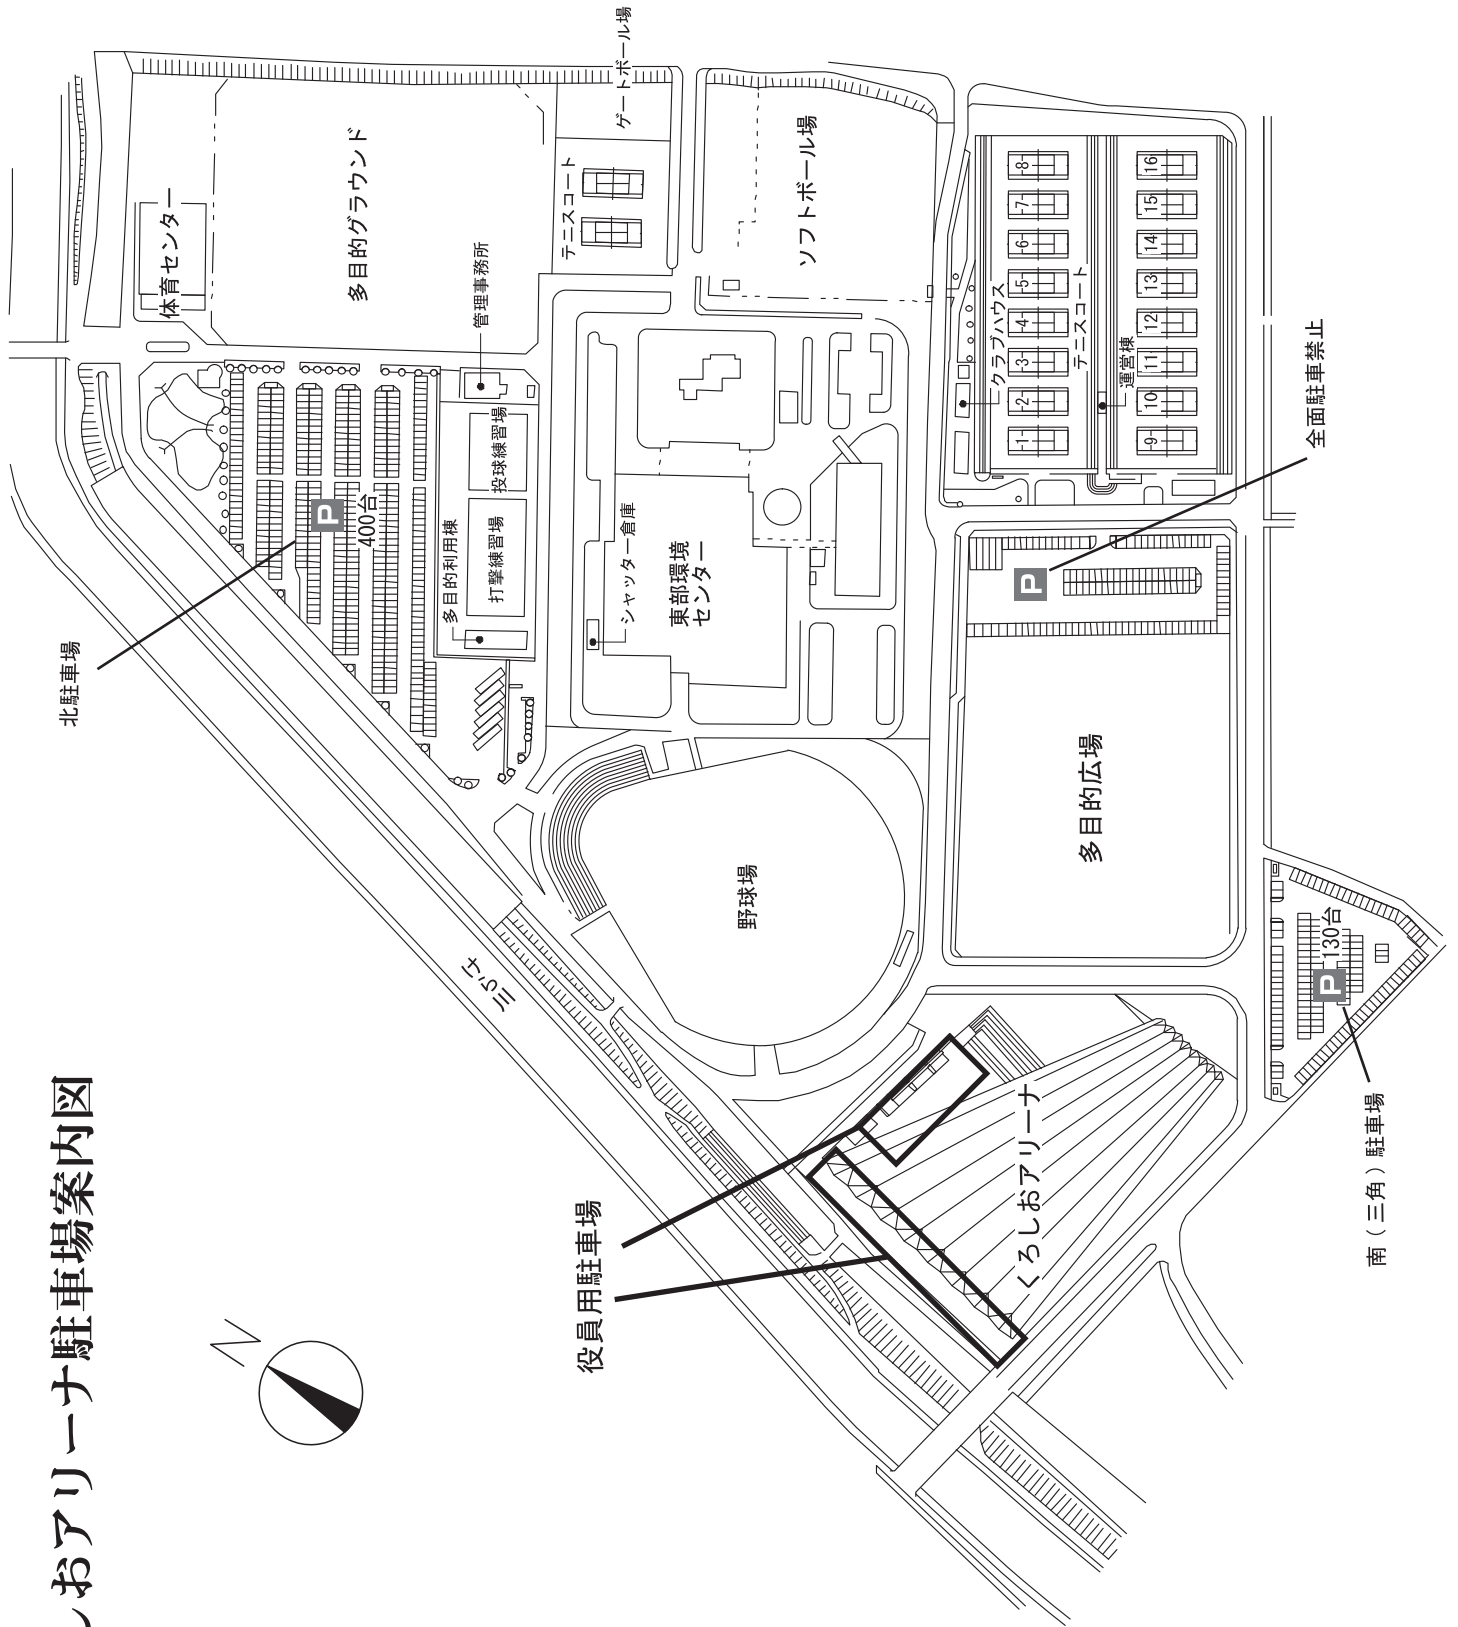 しおアリーナ駐車場案内図
N
体育センター
多目的グラウンド
ゲートボール場
テニスコート
管理事務所
ソフトボール場
北駐車場
P
400台
投球練習場
打撃練習場
多目的利用棟
シャッター倉庫
東部環境
センター
クラブハウス
テニスコート
運営棟
1
2
3
4
5
6
7
8
9
10
11
12
13
14
15
16
全面駐車禁止
P
多目的広場
野球場
三らけ
役員用駐車場
くろしおアリーナ
P
130台
南（三角）駐車場